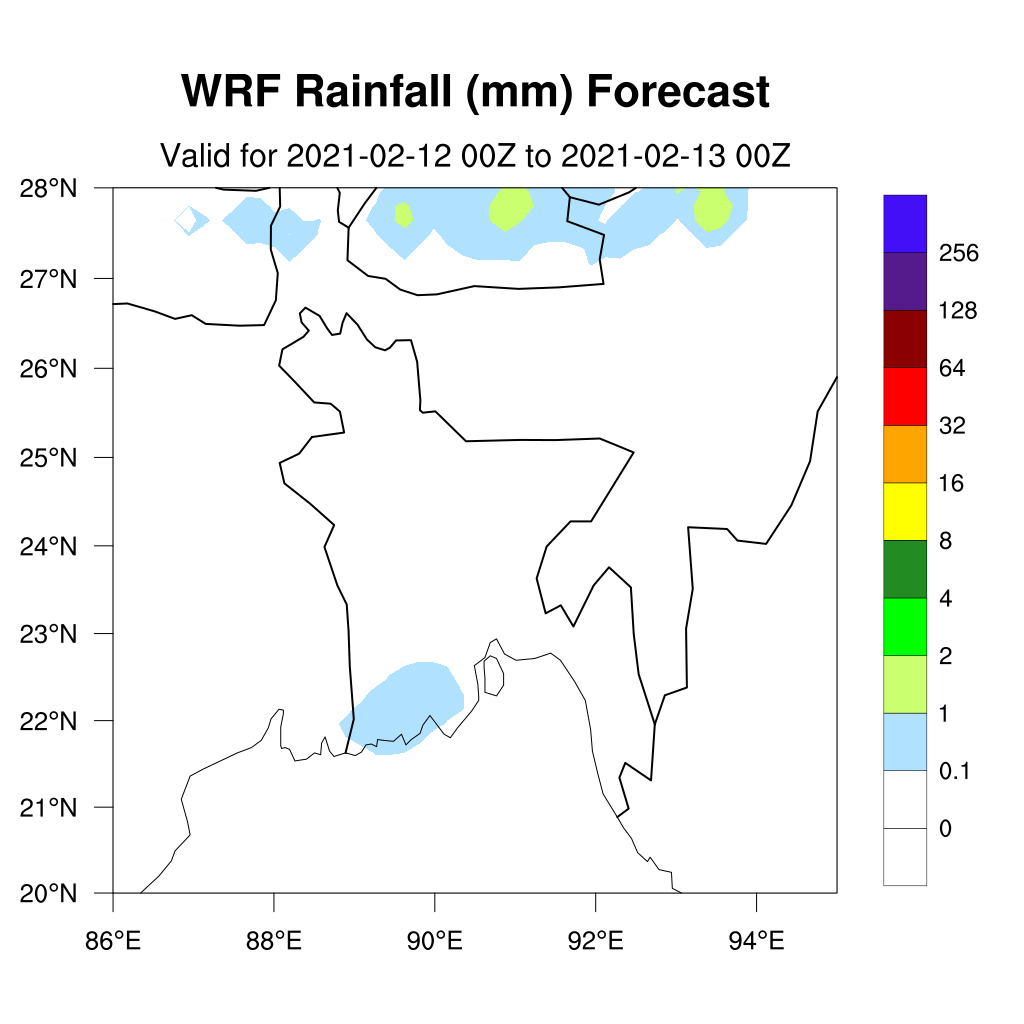 WRF Rainfall (mm) Forecast
Valid for 2021-02-12 00Z to 2021-02-13 00Z
28°N
27°N
26°N
25°N
24°N
23°N
22°N
21°N
20°N
86°E 88°E 90°E 92°E 94°E
256
128
64
32
16
8
4
2
1
0.1
0